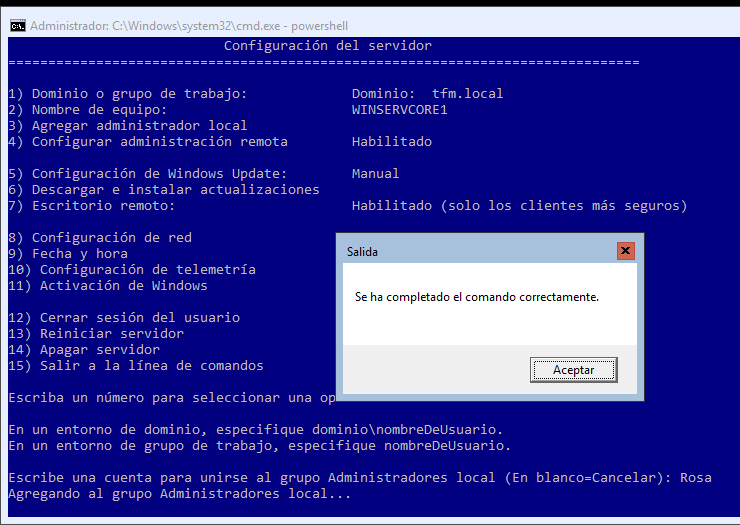 Administrador: C:\Windows\system32\cmd.exe - powershell
Configuración del servidor
===============================================================================
1) Dominio o grupo de trabajo: Dominio: tfm.local
2) Nombre de equipo: WINSERVCORE1
3) Agregar administrador local
4) Configurar administración remota Habilitado
5) Configuración de Windows Update: Manual
6) Descargar e instalar actualizaciones
7) Escritorio remoto: Habilitado (solo los clientes más seguros)
8) Configuración de red
9) Fecha y hora
10) Configuración de telemetría
11) Activación de Windows
12) Cerrar sesión del usuario
13) Reiniciar servidor
14) Apagar servidor
15) Salir a la línea de comandos
Salida
Se ha completado el comando correctamente.
Aceptar
Escriba un número para seleccionar una op
En un entorno de dominio, especifique dominio\nombreDeUsuario.
En un entorno de grupo de trabajo, especifique nombreDeUsuario.
Escribe una cuenta para unirse al grupo Administradores local (En blanco=Cancelar): Rosa
Agregando al grupo Administradores local...